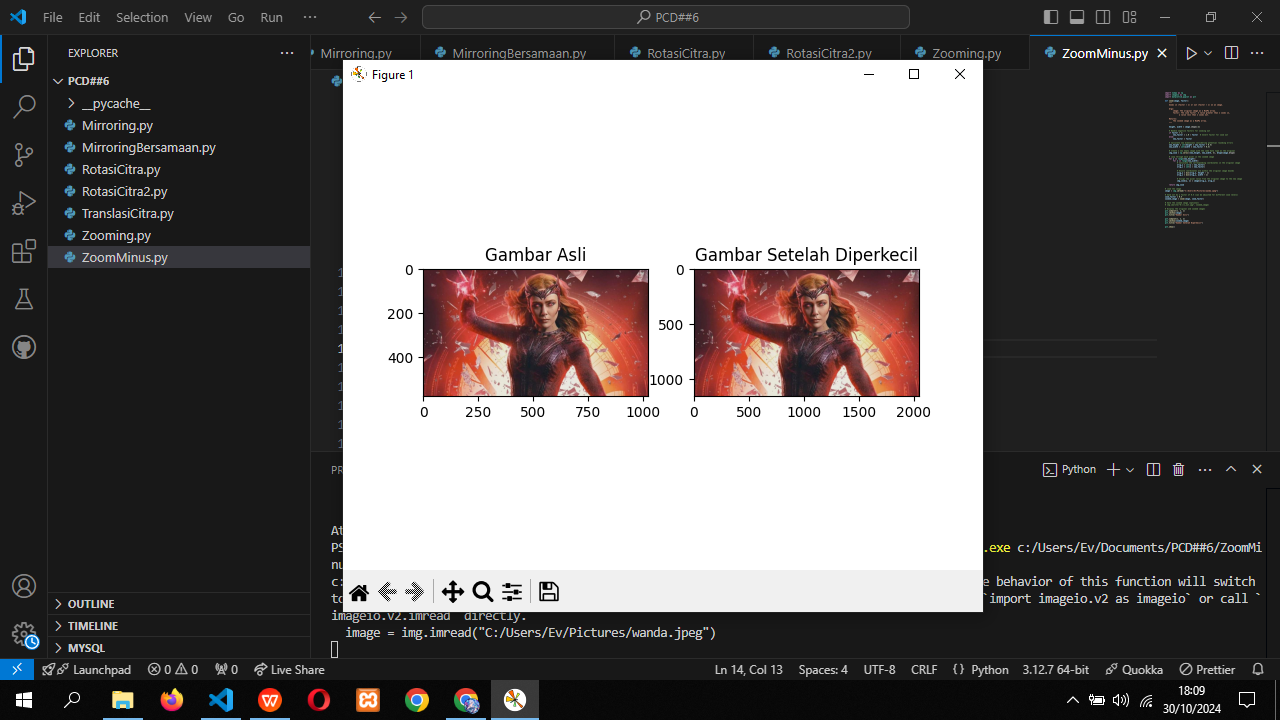 File Edit Selection View Go Run ···
PCD##6
EXPLORER
PCD##6
__pycache__
Mirroring.py
MirroringBersamaan.py
RotasiCitra.py
RotasiCitra2.py
TranslasiCitra.py
Zooming.py
ZoomMinus.py
OUTLINE
TIMELINE
MYSQL
Mirroring.py MirroringBersamaan.py RotasiCitra.py RotasiCitra2.py Zooming.py ZoomMinus.py
Figure 1
Gambar Asli
0
200
400
0 250 500 750 1000
Gambar Setelah Diperkecil
0
500
1000
0 500 1000 1500 2000
Python
.exe c:/Users/Ev/Documents/PCD##6/ZoomMi
e behavior of this function will switch
`import imageio.v2 as imageio` or call `
imageio.v2.imread` directly.
image = img.imread("C:/Users/Ev/Pictures/wanda.jpeg")
Launchpad 0 0 0 Live Share Ln 14, Col 13 Spaces: 4 UTF-8 CRLF Python 3.12.7 64-bit Quokka Prettier
18:09
30/10/2024